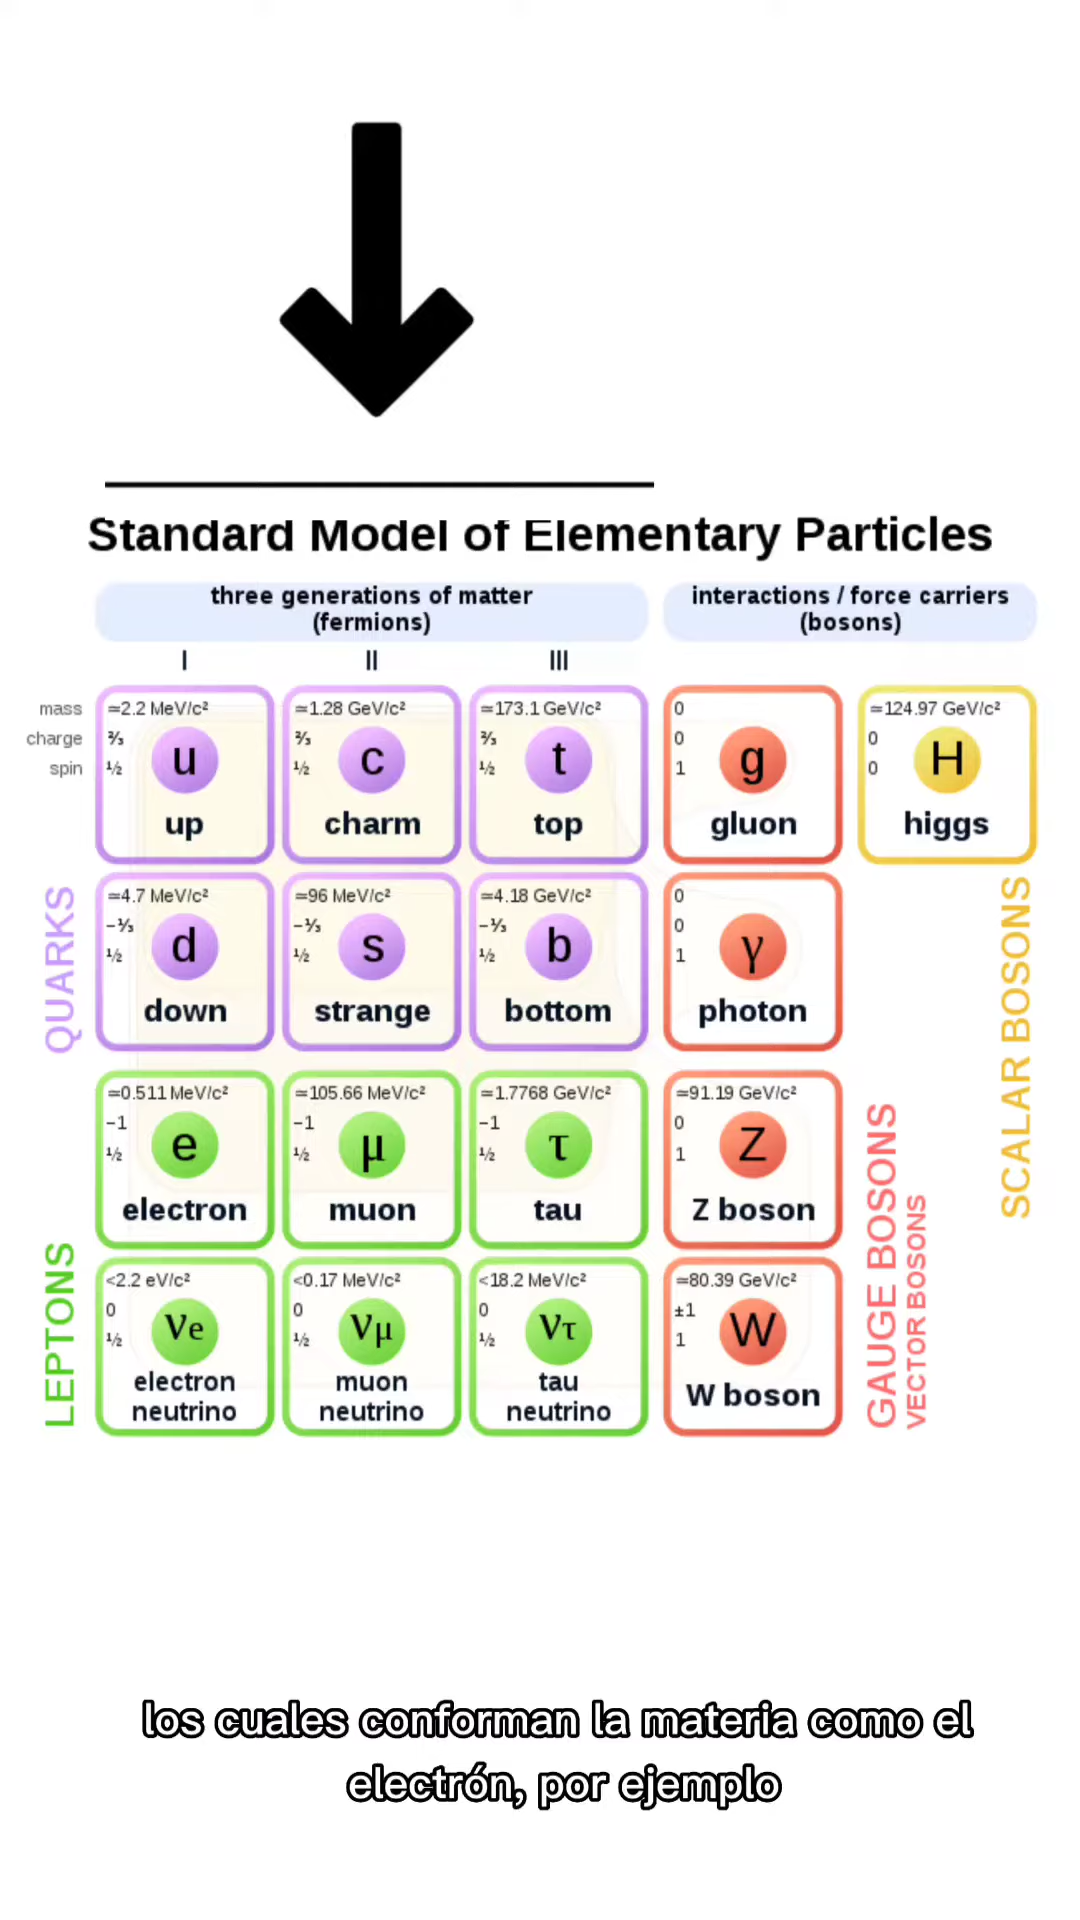 Standard Model of Elementary Particles
three generations of matter
(fermions)
interactions / force carriers
(bosons)
I II III
mass
charge
spin
≃2.2 MeV/c²
⅔
½
u
up
≃1.28 GeV/c²
⅔
½
c
charm
≃173.1 GeV/c²
⅔
½
t
top
0
0
1
g
gluon
≃124.97 GeV/c²
0
0
H
higgs
QUARKS
≃4.7 MeV/c²
−⅓
½
d
down
≃96 MeV/c²
−⅓
½
s
strange
≃4.18 GeV/c²
−⅓
½
b
bottom
0
0
1
γ
photon
SCALAR BOSONS
LEPTONS
≃0.511 MeV/c²
−1
½
e
electron
≃105.66 MeV/c²
−1
½
μ
muon
≃1.7768 GeV/c²
−1
½
τ
tau
≃91.19 GeV/c²
0
1
Z
Z boson
<2.2 eV/c²
0
½
νe
electron
neutrino
<0.17 MeV/c²
0
½
νμ
muon
neutrino
<18.2 MeV/c²
0
½
ντ
tau
neutrino
≃80.39 GeV/c²
±1
1
W
W boson
GAUGE BOSONS
VECTOR BOSONS
los cuales conforman la materia como el
electrón, por ejemplo